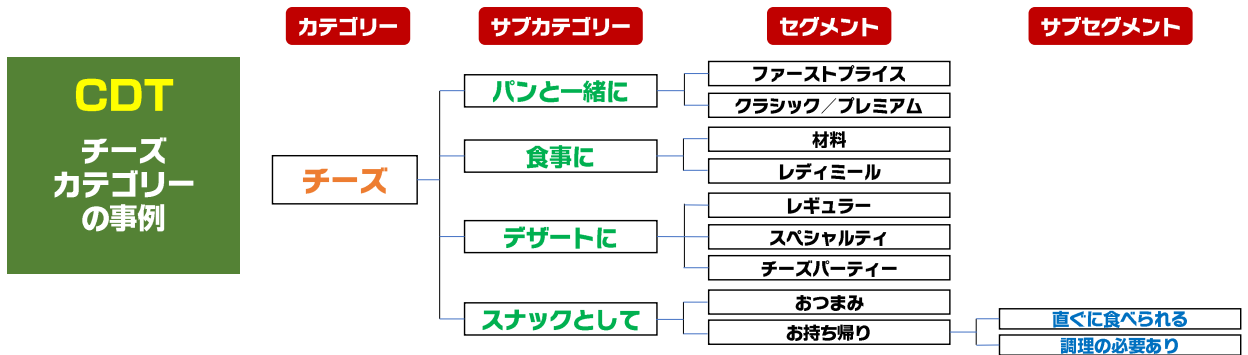 カテゴリー
サブカテゴリー
セグメント
サブセグメント
CDT
チーズ
カテゴリー
の事例
チーズ
パンと一緒に
ファーストプライス
クラシック／プレミアム
食事に
材料
レディミール
デザートに
レギュラー
スペシャルティ
チーズパーティー
スナックとして
おつまみ
お持ち帰り
直ぐに食べられる
調理の必要あり